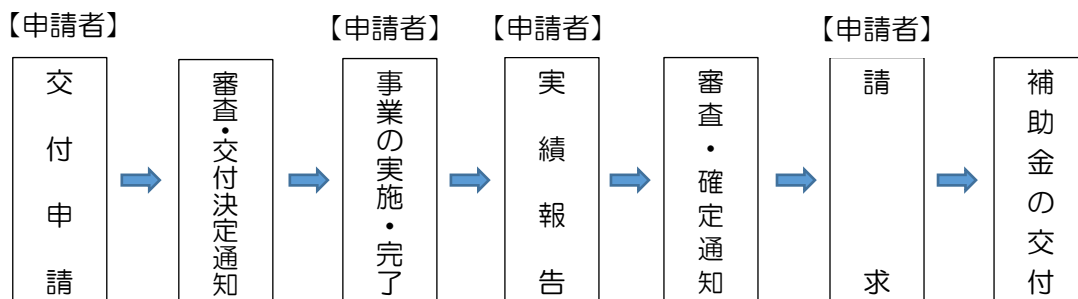 【申請者】
交付申請
審査・交付決定通知
【申請者】
事業の実施・完了
【申請者】
実績報告
審査・確定通知
【申請者】
請求
補助金の交付